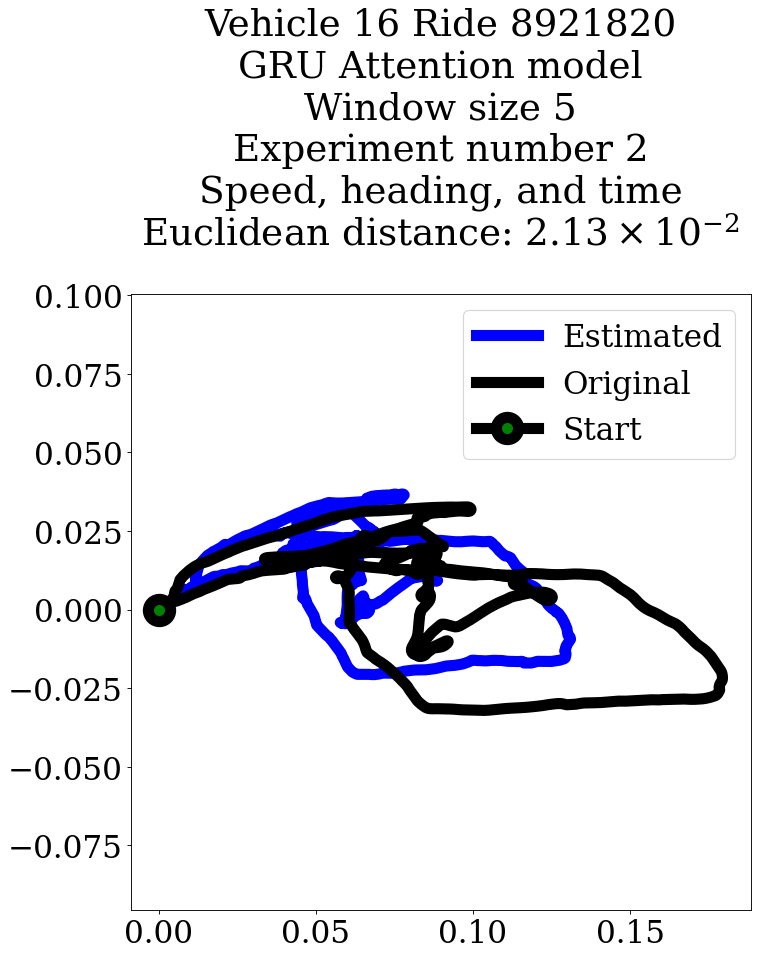 Vehicle 16 Ride 8921820
GRU Attention model
Window size 5
Experiment number 2
Speed, heading, and time
Euclidean distance: 2.13 × 10⁻²
0.100
Estimated
0.075
Original
0.050
Start
0.025
0.000
−0.025
−0.050
−0.075
0.00 0.05 0.10 0.15